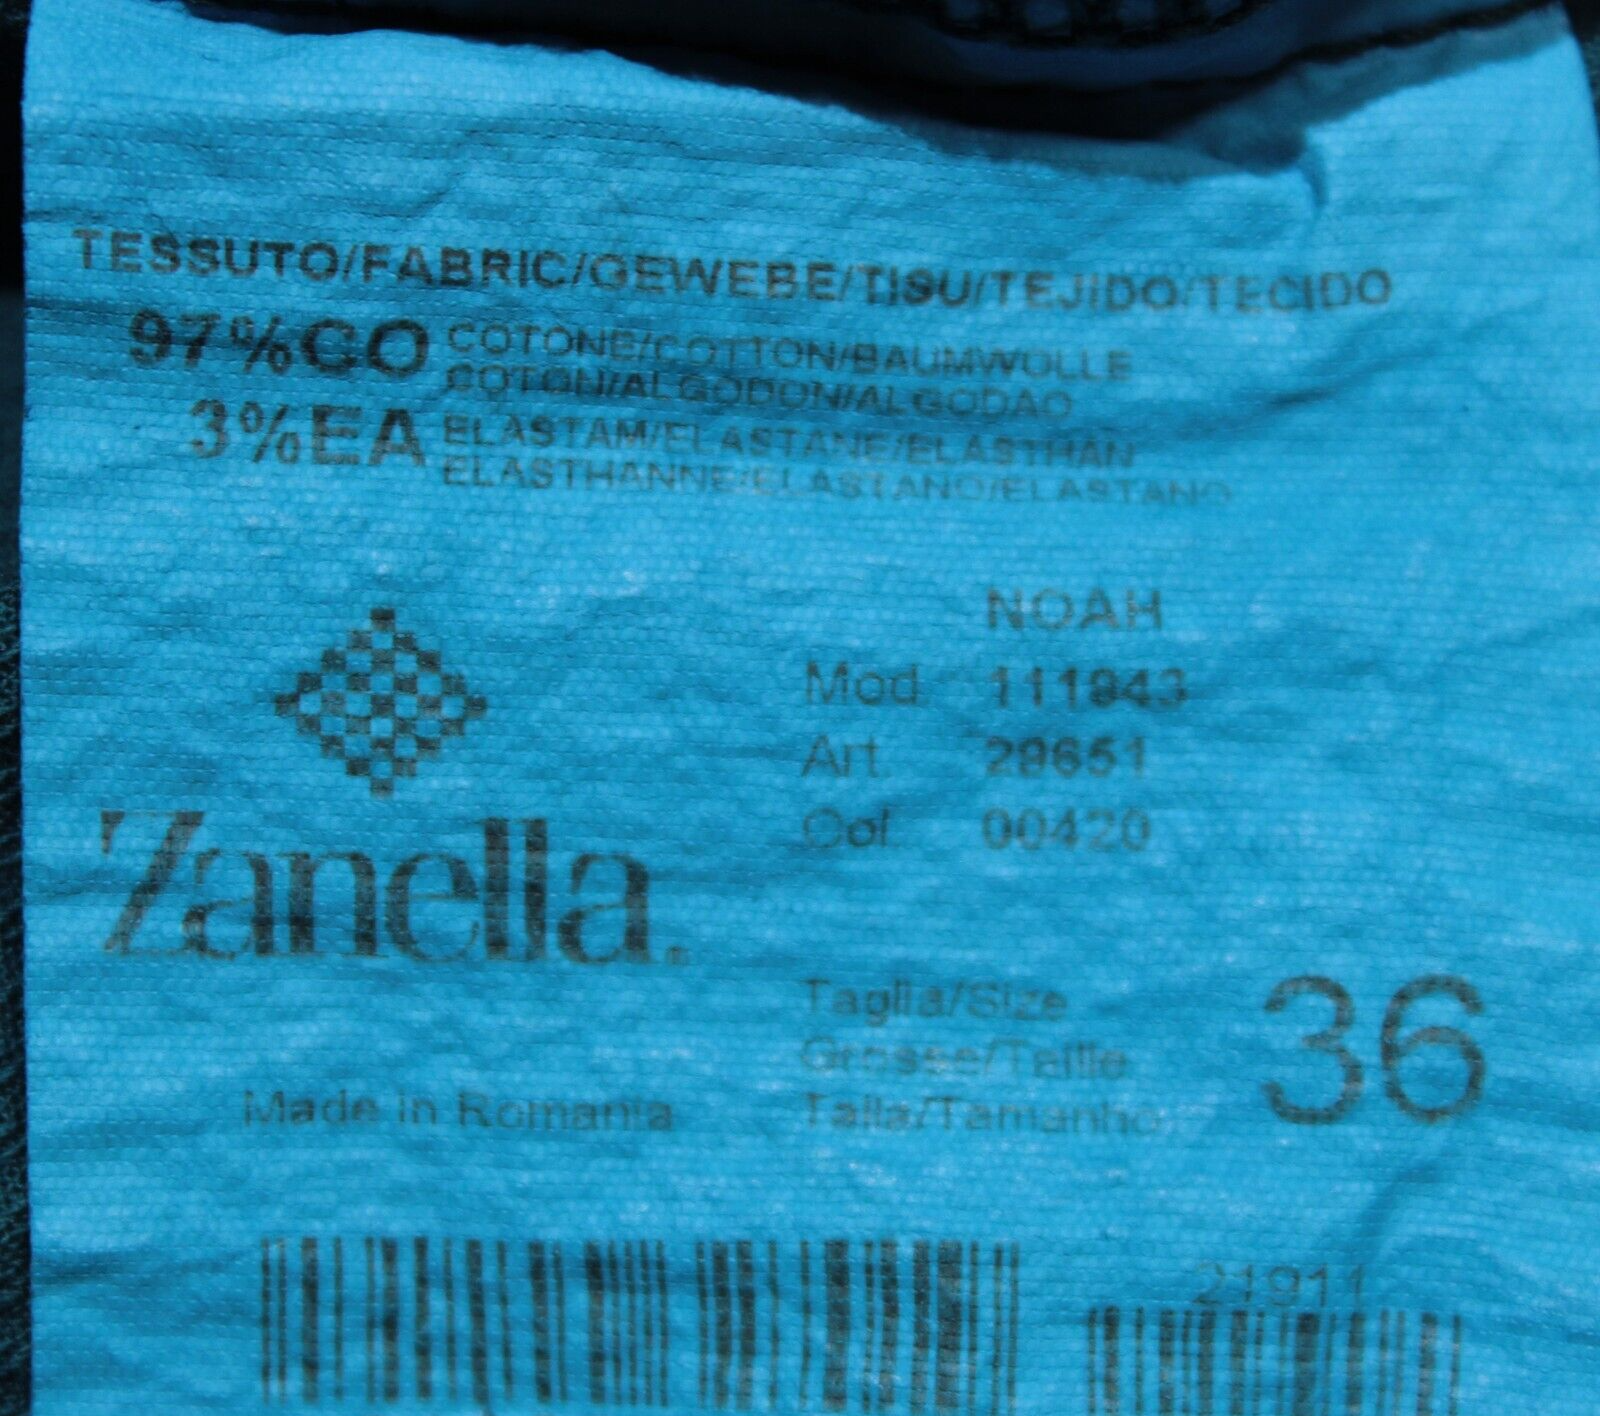 TESSUTO/FABRIC/GEWEBE/TISU/TEJIDO/TECIDO
97%CO COTONE/COTTON/BAUMWOLLE
COTON/ALGODON/ALGODAO
3%EA ELASTAM/ELASTANE/ELASTHAN
ELASTHANNE/ELASTANO/ELASTANO
NOAH
Mod 111943
Art 29651
Col 00420
Zanella®
Taglia/Size
Grosse/Taille
Talla/Tamanho
36
Made in Romania
21911